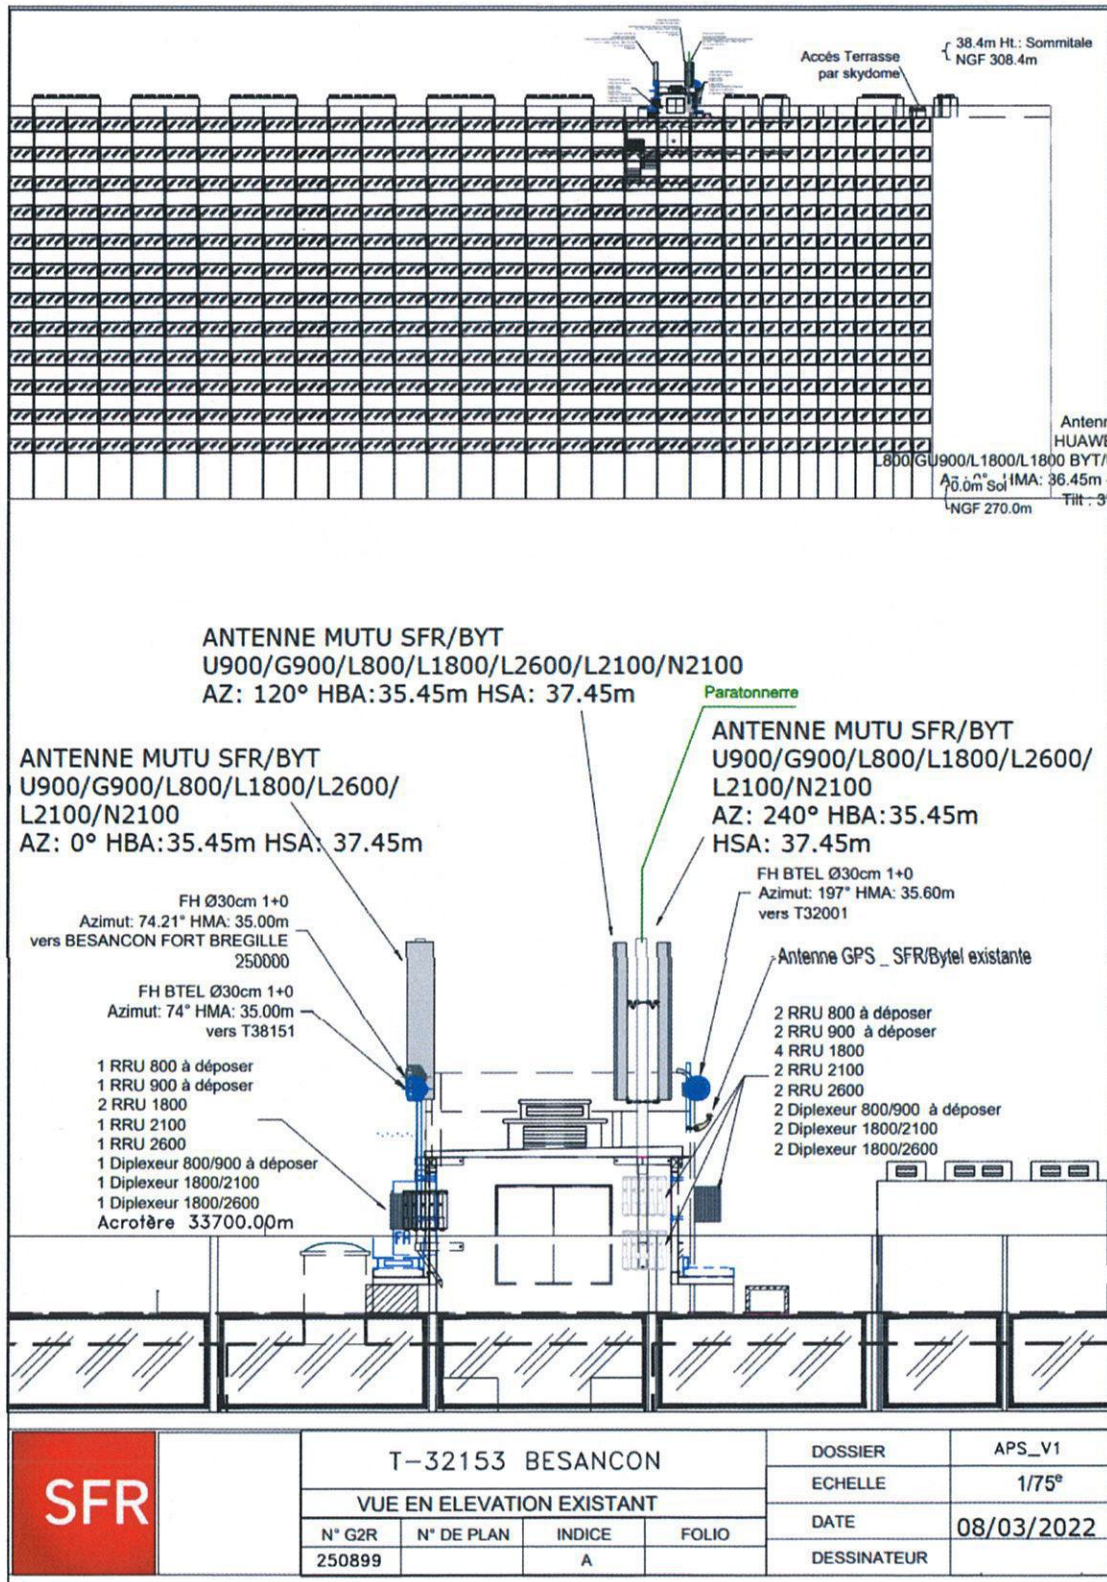 38.4m Ht.: Sommitale
NGF 308.4m
Accés Terrasse
par skydome
Antenn
HUAWE
L800/GU900/L1800/L1800 BYT/
HMA: 36.45m
0.0m Sol
Tilt : 3°
NGF 270.0m
ANTENNE MUTU SFR/BYT
U900/G900/L800/L1800/L2600/L2100/N2100
AZ: 120° HBA:35.45m HSA: 37.45m
Paratonnerre
ANTENNE MUTU SFR/BYT
U900/G900/L800/L1800/L2600/
L2100/N2100
AZ: 240° HBA:35.45m
HSA: 37.45m
ANTENNE MUTU SFR/BYT
U900/G900/L800/L1800/L2600/
L2100/N2100
AZ: 0° HBA:35.45m HSA: 37.45m
FH BTEL Ø30cm 1+0
Azimut: 197° HMA: 35.60m
vers T32001
FH Ø30cm 1+0
Azimut: 74.21° HMA: 35.00m
vers BESANCON FORT BREGILLE
250000
Antenne GPS _ SFR/Bytel existante
FH BTEL Ø30cm 1+0
Azimut: 74° HMA: 35.00m
vers T38151
2 RRU 800 à déposer
2 RRU 900 à déposer
4 RRU 1800
2 RRU 2100
2 RRU 2600
2 Diplexeur 800/900 à déposer
2 Diplexeur 1800/2100
2 Diplexeur 1800/2600
1 RRU 800 à déposer
1 RRU 900 à déposer
2 RRU 1800
1 RRU 2100
1 RRU 2600
1 Diplexeur 800/900 à déposer
1 Diplexeur 1800/2100
1 Diplexeur 1800/2600
Acrotère 33700.00m
FH
SFR
T-32153 BESANCON
VUE EN ELEVATION EXISTANT
N° G2R N° DE PLAN INDICE FOLIO
250899 A
DOSSIER APS_V1
ECHELLE 1/75e
DATE 08/03/2022
DESSINATEUR